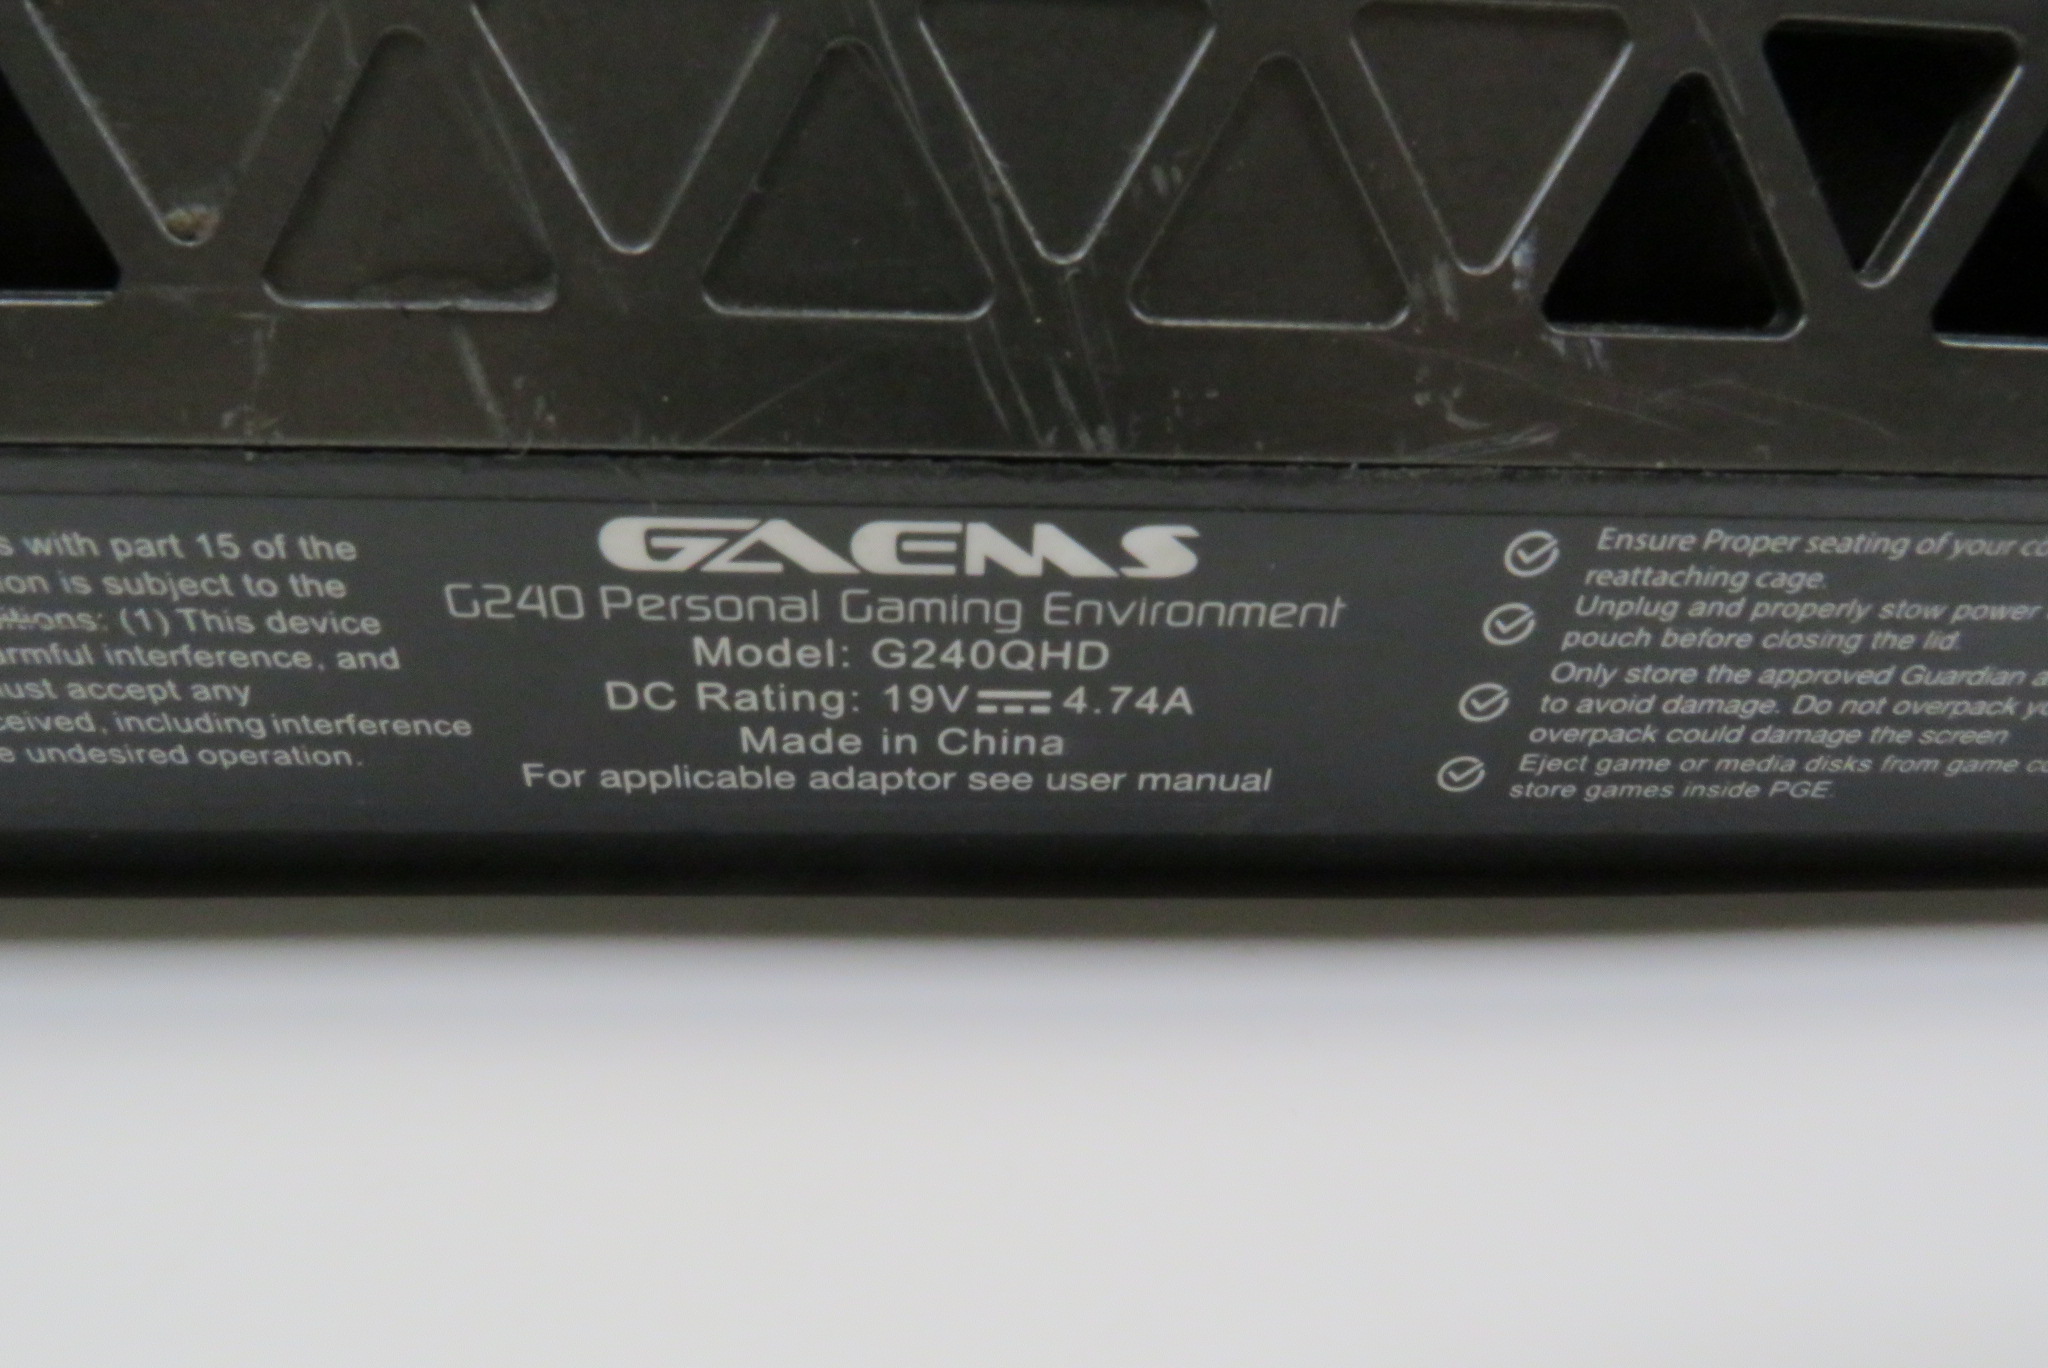 with part 15 of the
is subject to the
(1) This device
interference, and
accept any
including interference
undesired operation.
GAEMS
G240 Personal Gaming Environment
Model: G240QHD
DC Rating: 19V⎓4.74A
Made in China
For applicable adaptor see user manual
Ensure Proper seating of your
reattaching cage.
Unplug and properly stow power
pouch before closing the lid.
Only store the approved Guardian
to avoid damage. Do not overpack
overpack could damage the screen
Eject game or media disks from game
store games inside PGE.